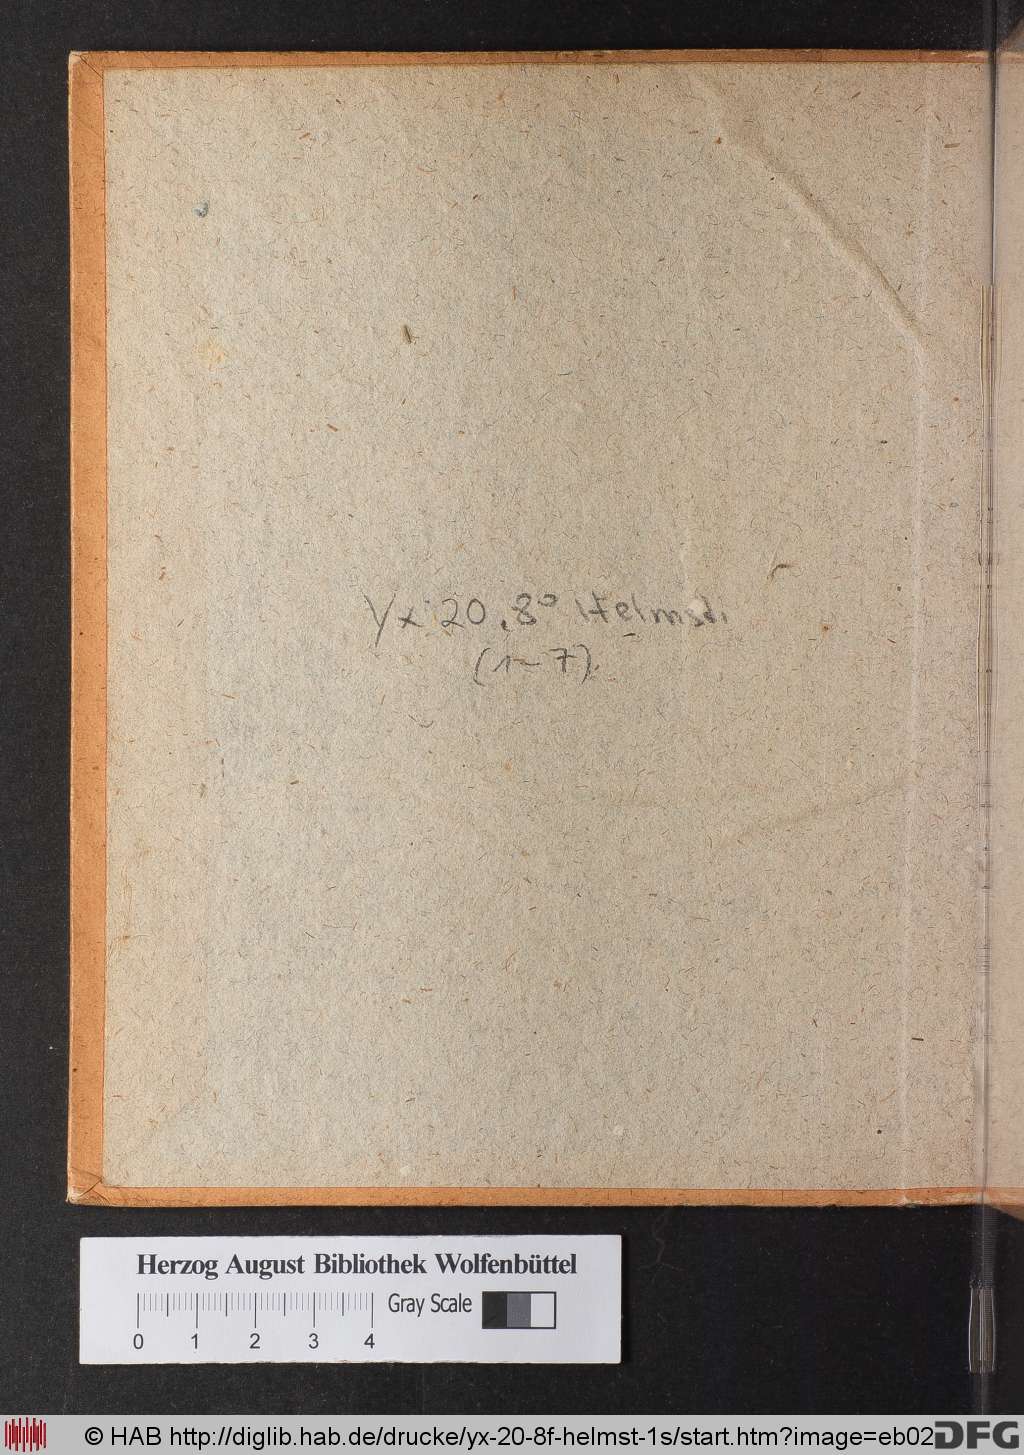 Yx 20.8° Helmst.
(1-7).
Herzog August Bibliothek Wolfenbüttel
Gray Scale
0 1 2 3 4
© HAB http://diglib.hab.de/drucke/yx-20-8f-helmst-1s/start.htm?image=eb02
DFG